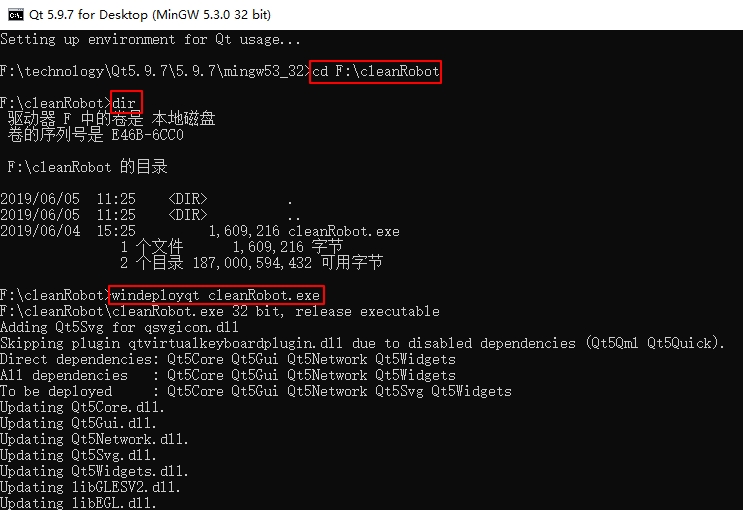 Qt 5.9.7 for Desktop (MinGW 5.3.0 32 bit)
Setting up environment for Qt usage...
F:\technology\Qt5.9.7\5.9.7\mingw53_32>cd F:\cleanRobot
F:\cleanRobot>dir
驱动器 F 中的卷是 本地磁盘
卷的序列号是 E46B-6CC0
F:\cleanRobot 的目录
2019/06/05  11:25    <DIR>          .
2019/06/05  11:25    <DIR>          ..
2019/06/04  15:25         1,609,216 cleanRobot.exe
1 个文件      1,609,216 字节
2 个目录 187,000,594,432 可用字节
F:\cleanRobot>windeployqt cleanRobot.exe
F:\cleanRobot\cleanRobot.exe 32 bit, release executable
Adding Qt5Svg for qsvgicon.dll
Skipping plugin qtvirtualkeyboardplugin.dll due to disabled dependencies (Qt5Qml Qt5Quick).
Direct dependencies: Qt5Core Qt5Gui Qt5Network Qt5Widgets
All dependencies   : Qt5Core Qt5Gui Qt5Network Qt5Widgets
To be deployed     : Qt5Core Qt5Gui Qt5Network Qt5Svg Qt5Widgets
Updating Qt5Core.dll.
Updating Qt5Gui.dll.
Updating Qt5Network.dll.
Updating Qt5Svg.dll.
Updating Qt5Widgets.dll.
Updating libGLESV2.dll.
Updating libEGL.dll.